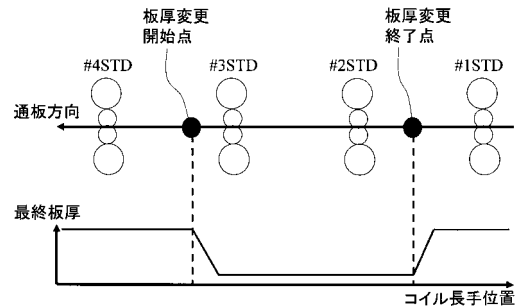 板厚変更
開始点
板厚変更
終了点
#4STD
#3STD
#2STD
#1STD
通板方向
最終板厚
コイル長手位置